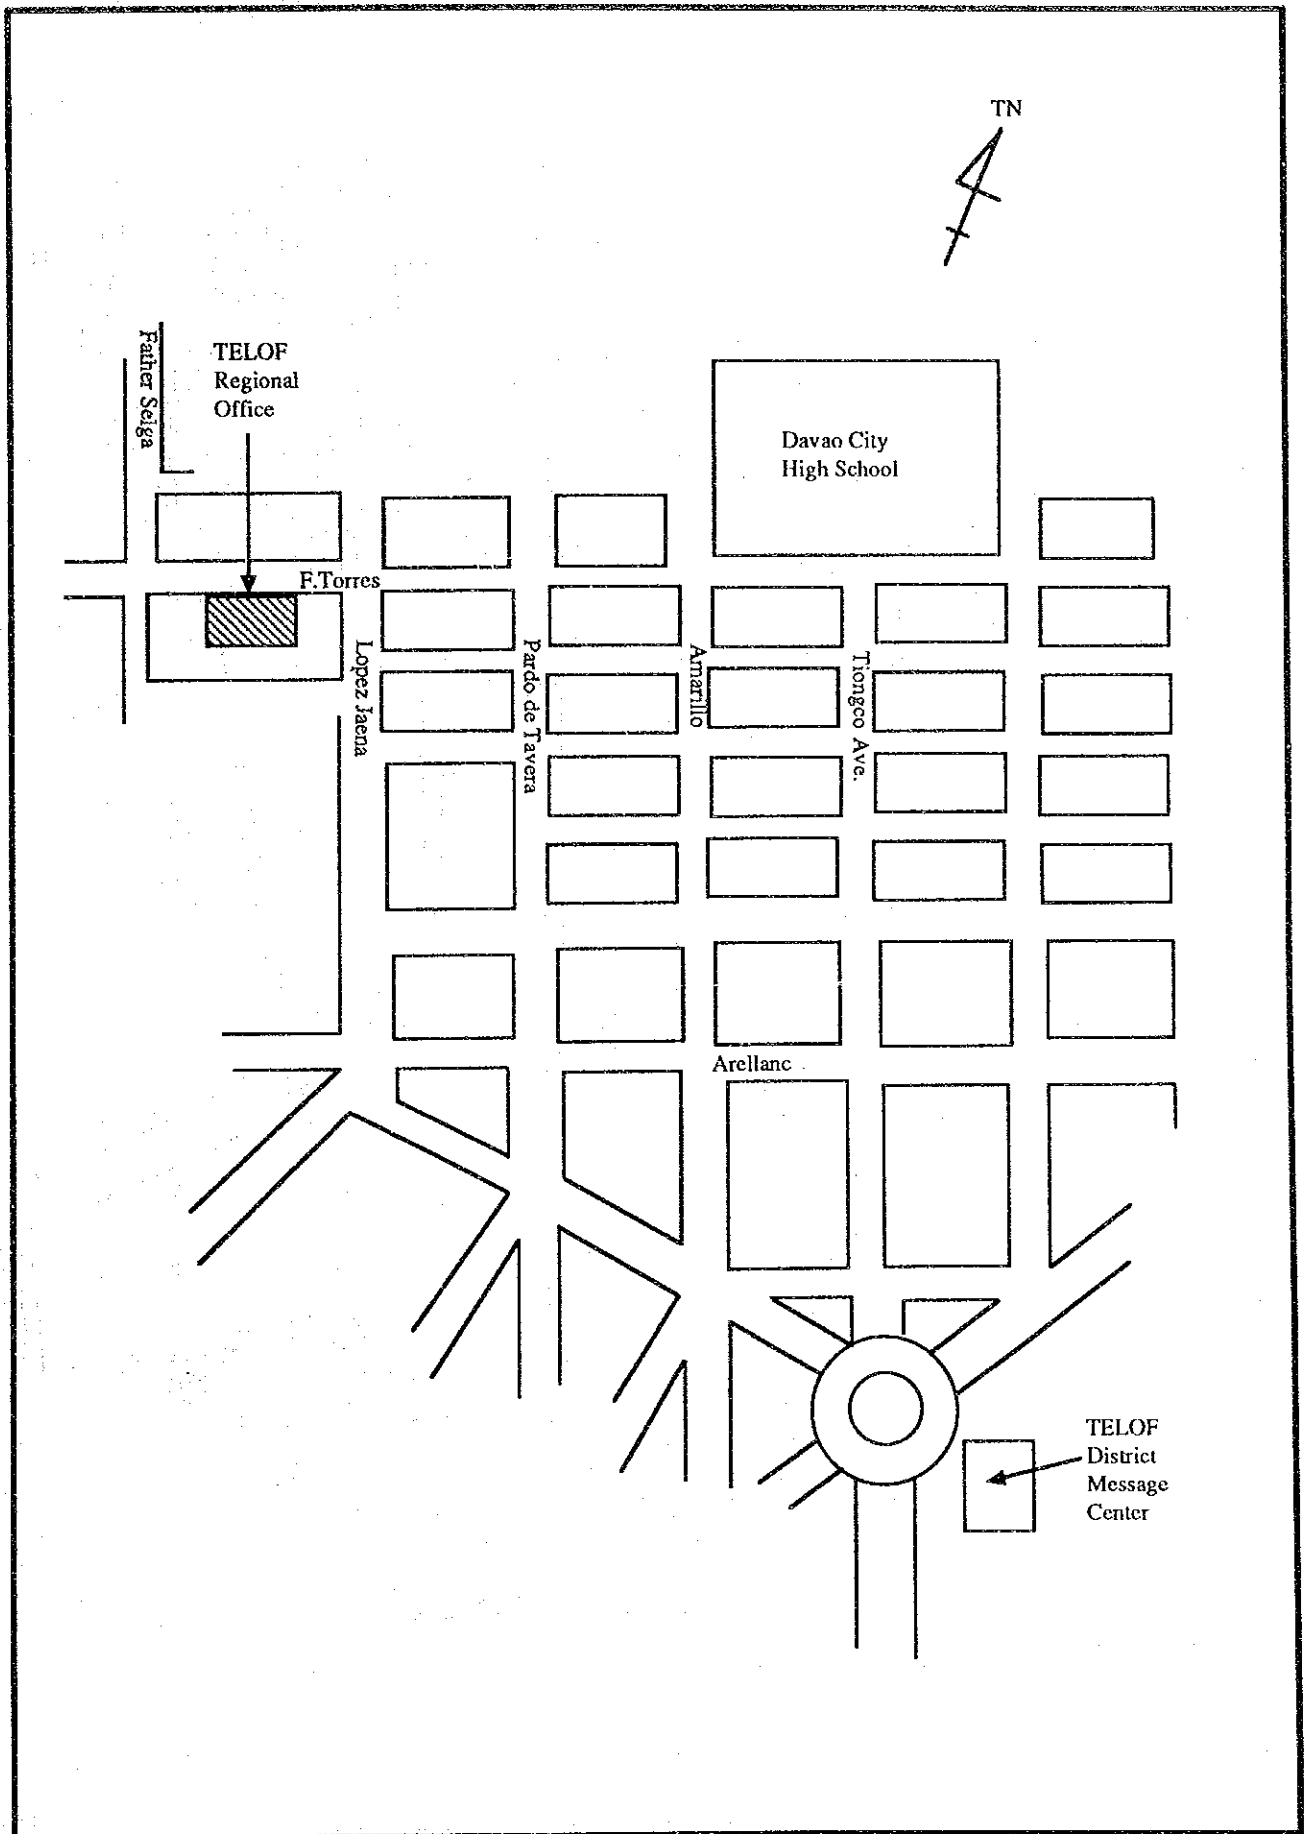 TN
Father Selga
TELOF
Regional
Office
Davao City
High School
F.Torres
Lopez Jaena
Pardo de Tavera
Amarillo
Tiongco Ave.
Arellanc
TELOF
District
Message
Center